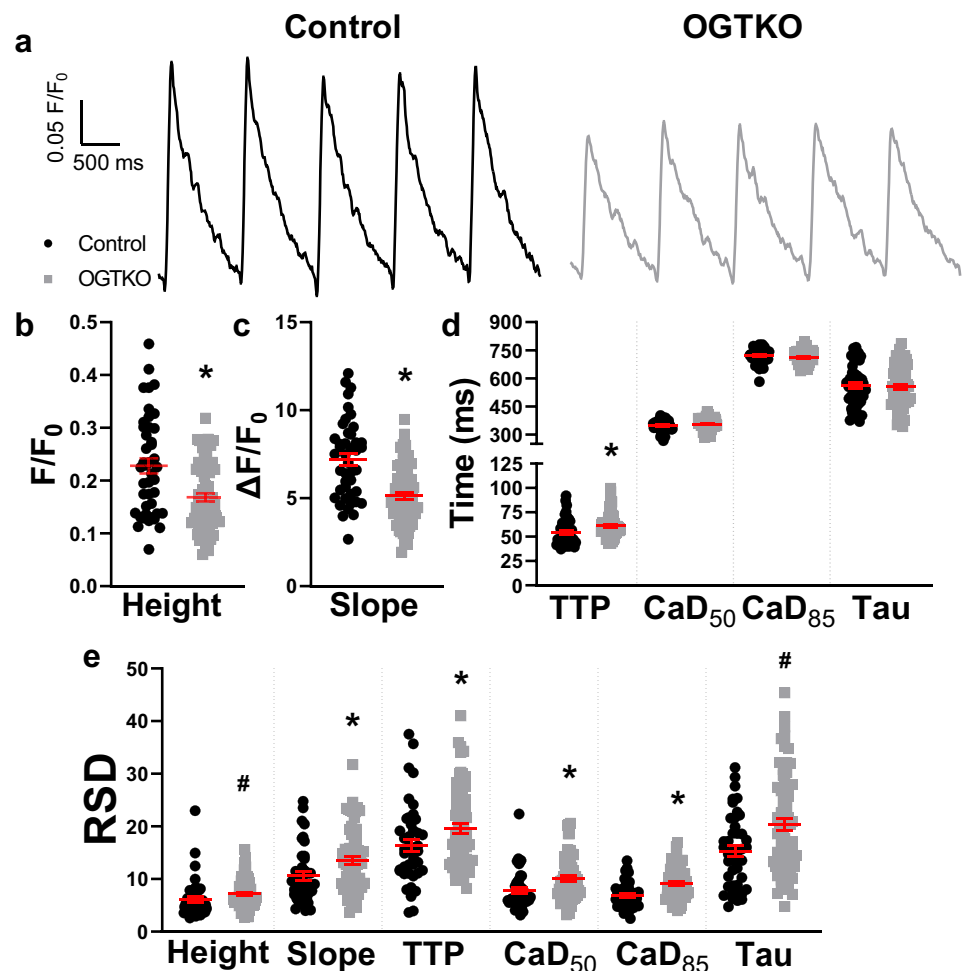 Control OGTKO
a
0.05 F/F₀
500 ms
Control
OGTKO
b c d
F/F₀
0.5
0.4
0.3
0.2
0.1
0.0
*
Height
ΔF/F₀
15
10
5
0
*
Slope
Time (ms)
900
750
600
450
300
100
75
50
25
0
*
TTP CaD₅₀ CaD₈₅ Tau
e
RSD
50
40
30
20
10
0
# * * * * #
Height Slope TTP CaD₅₀ CaD₈₅ Tau